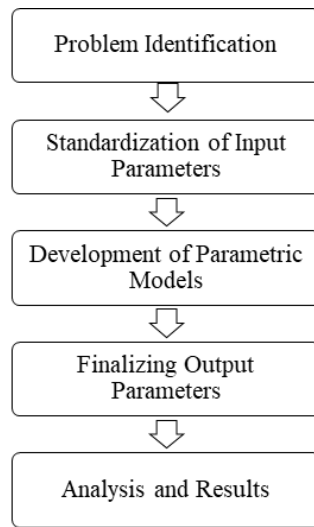 Problem Identification
Standardization of Input
Parameters
Development of Parametric
Models
Finalizing Output
Parameters
Analysis and Results